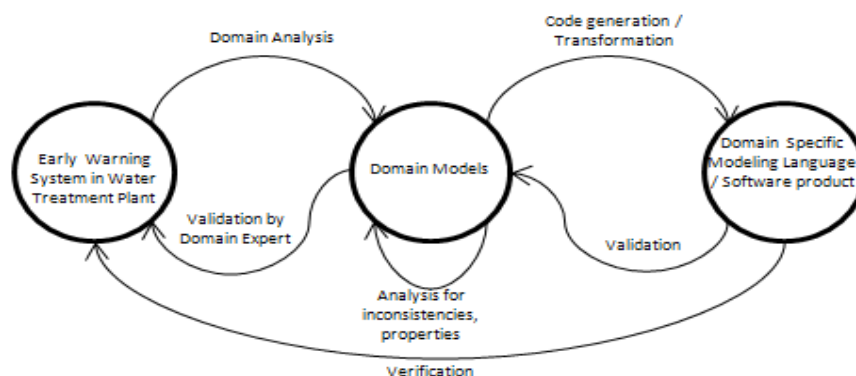 Domain Analysis
Code generation /
Transformation
Early Warning
System in Water
Treatment Plant
Domain Models
Domain Specific
Modeling Language
/ Software product
Validation by
Domain Expert
Validation
Analysis for
inconsistencies,
properties
Verification